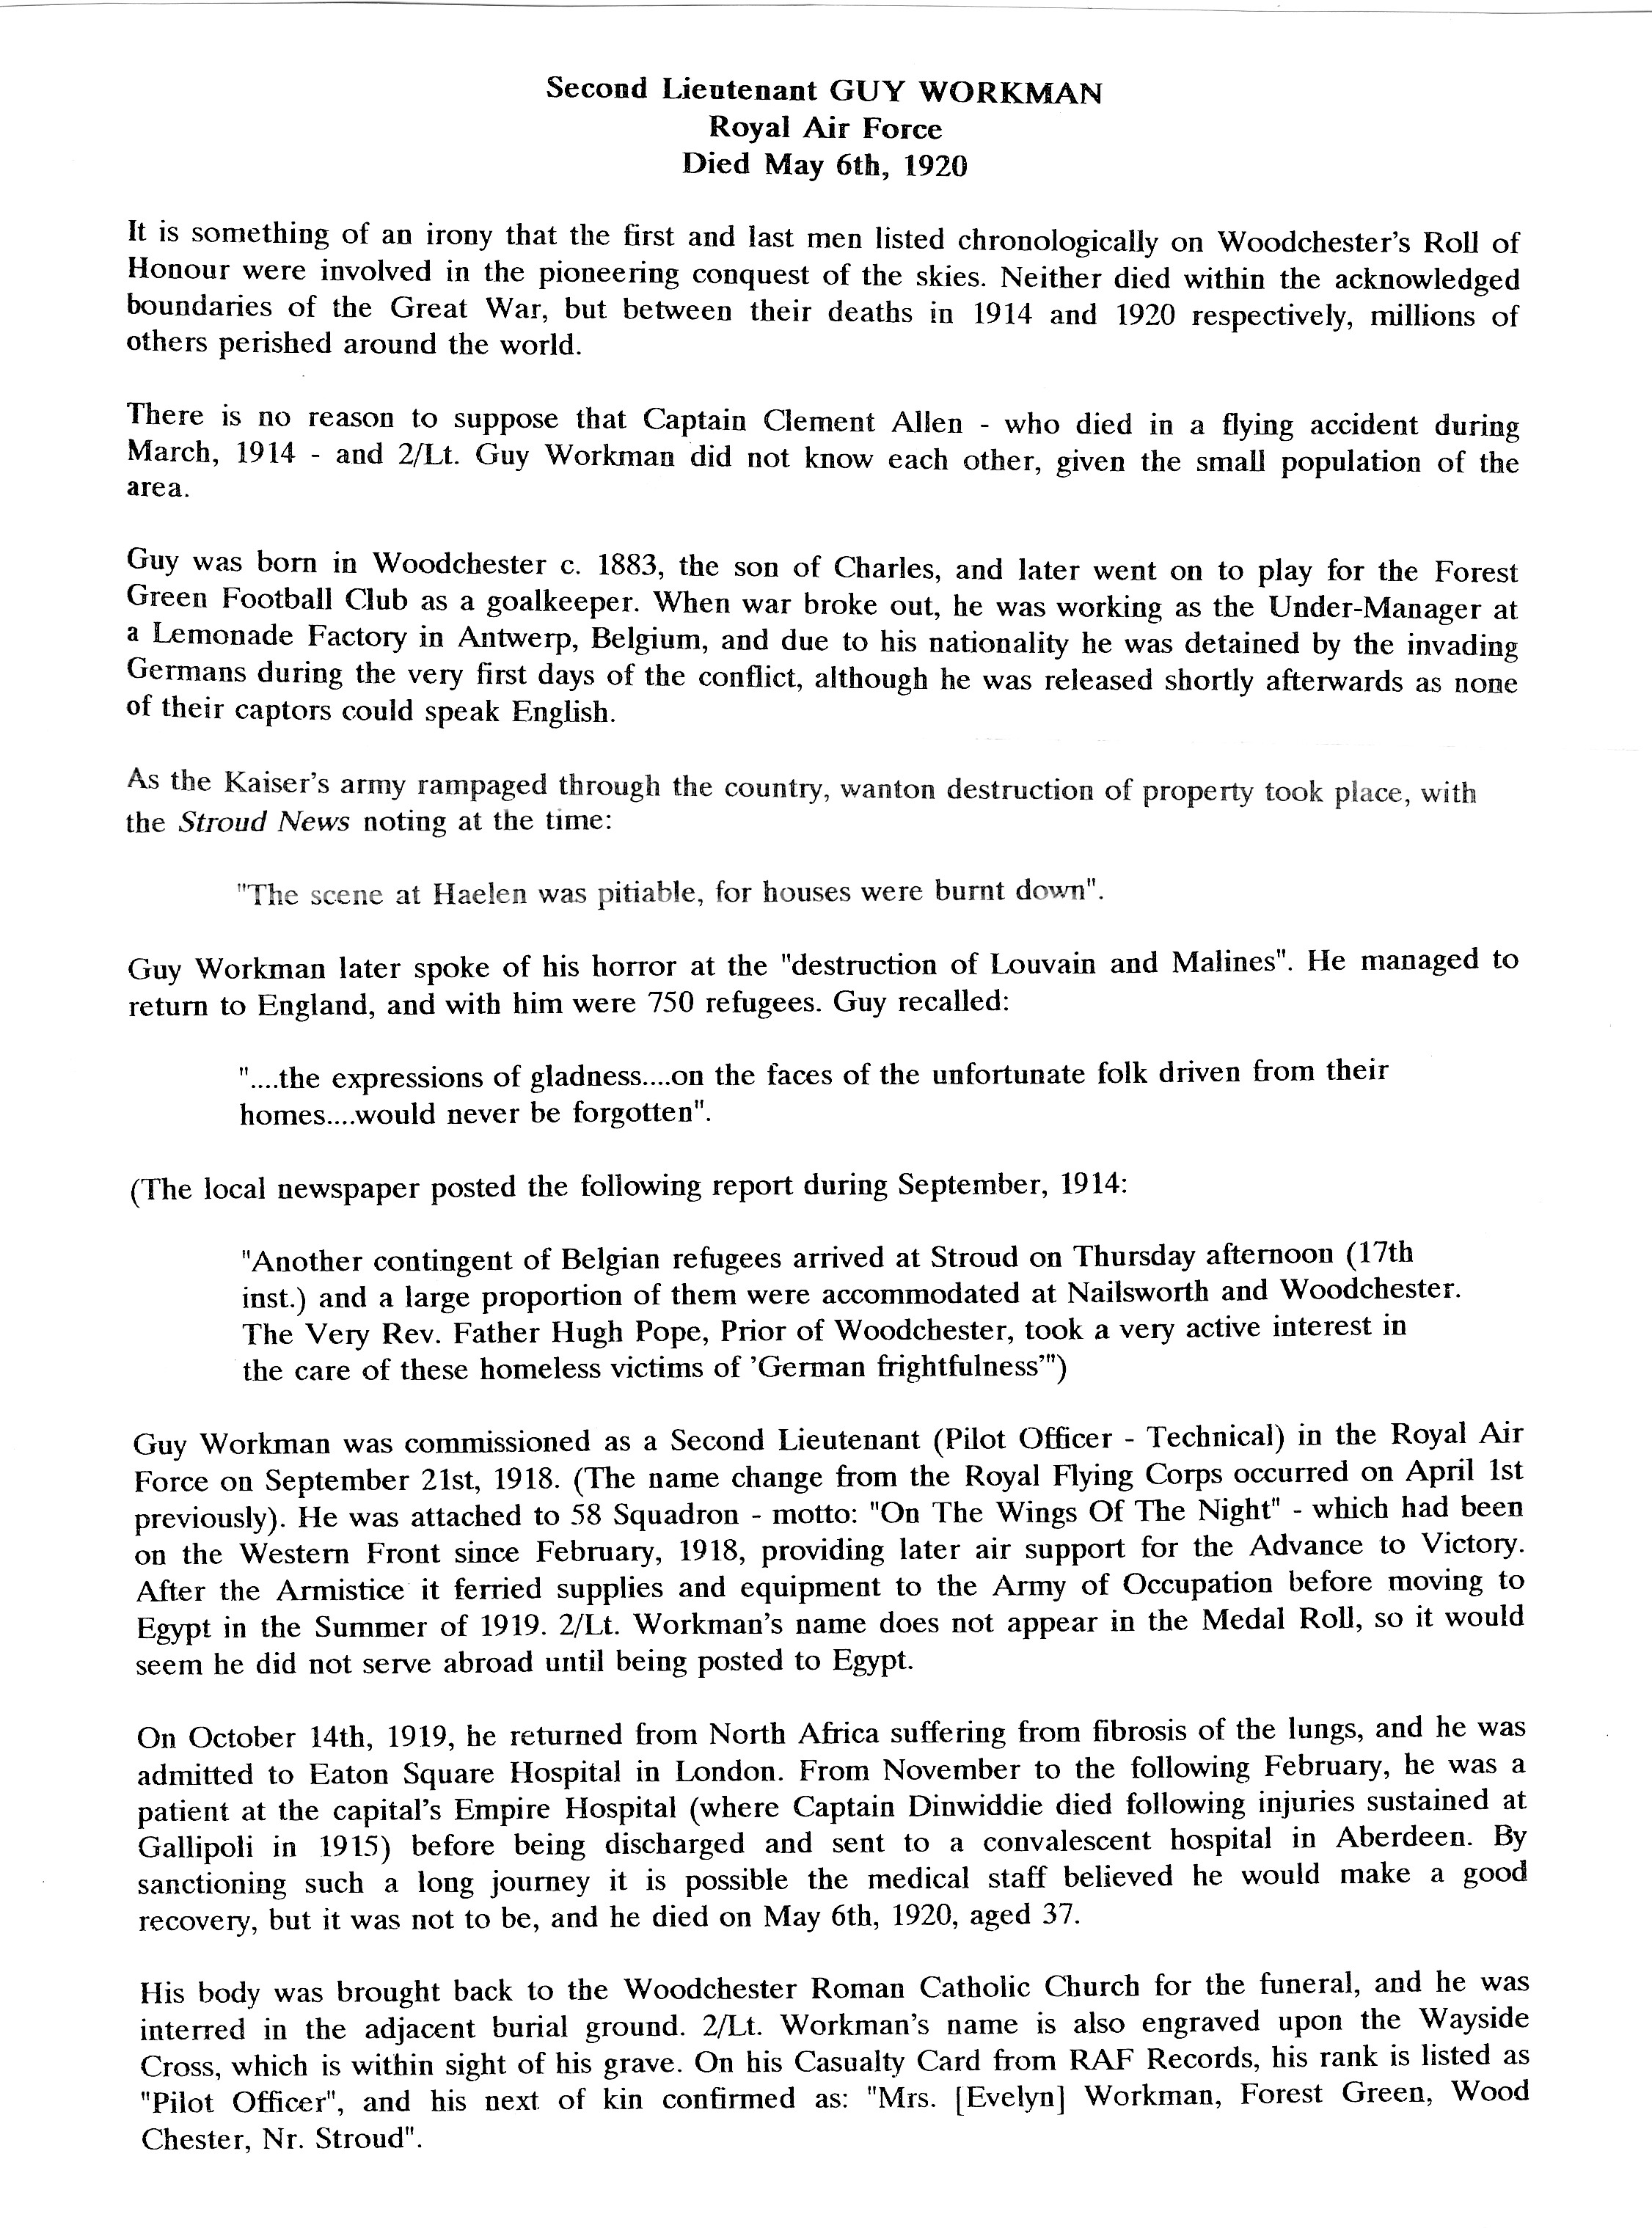 Second Lieutenant GUY WORKMAN
Royal Air Force
Died May 6th, 1920
It is something of an irony that the first and last men listed chronologically on Woodchester's Roll of
Honour were involved in the pioneering conquest of the skies. Neither died within the acknowledged
boundaries of the Great War, but between their deaths in 1914 and 1920 respectively, millions of
others perished around the world.
There is no reason to suppose that Captain Clement Allen - who died in a flying accident during
March, 1914 - and 2/Lt. Guy Workman did not know each other, given the small population of the
area.
Guy was born in Woodchester c. 1883, the son of Charles, and later went on to play for the Forest
Green Football Club as a goalkeeper. When war broke out, he was working as the Under-Manager at
a Lemonade Factory in Antwerp, Belgium, and due to his nationality he was detained by the invading
Germans during the very first days of the conflict, although he was released shortly afterwards as none
of their captors could speak English.
As the Kaiser's army rampaged through the country, wanton destruction of property took place, with
the Stroud News noting at the time:
"The scene at Haelen was pitiable, for houses were burnt down".
Guy Workman later spoke of his horror at the "destruction of Louvain and Malines". He managed to
return to England, and with him were 750 refugees. Guy recalled:
"....the expressions of gladness....on the faces of the unfortunate folk driven from their
homes....would never be forgotten".
(The local newspaper posted the following report during September, 1914:
"Another contingent of Belgian refugees arrived at Stroud on Thursday afternoon (17th
inst.) and a large proportion of them were accommodated at Nailsworth and Woodchester.
The Very Rev. Father Hugh Pope, Prior of Woodchester, took a very active interest in
the care of these homeless victims of 'German frightfulness'")
Guy Workman was commissioned as a Second Lieutenant (Pilot Officer - Technical) in the Royal Air
Force on September 21st, 1918. (The name change from the Royal Flying Corps occurred on April 1st
previously). He was attached to 58 Squadron - motto: "On The Wings Of The Night" - which had been
on the Western Front since February, 1918, providing later air support for the Advance to Victory.
After the Armistice it ferried supplies and equipment to the Army of Occupation before moving to
Egypt in the Summer of 1919. 2/Lt. Workman's name does not appear in the Medal Roll, so it would
seem he did not serve abroad until being posted to Egypt.
On October 14th, 1919, he returned from North Africa suffering from fibrosis of the lungs, and he was
admitted to Eaton Square Hospital in London. From November to the following February, he was a
patient at the capital's Empire Hospital (where Captain Dinwiddie died following injuries sustained at
Gallipoli in 1915) before being discharged and sent to a convalescent hospital in Aberdeen. By
sanctioning such a long journey it is possible the medical staff believed he would make a good
recovery, but it was not to be, and he died on May 6th, 1920, aged 37.
His body was brought back to the Woodchester Roman Catholic Church for the funeral, and he was
interred in the adjacent burial ground. 2/Lt. Workman's name is also engraved upon the Wayside
Cross, which is within sight of his grave. On his Casualty Card from RAF Records, his rank is listed as
"Pilot Officer", and his next of kin confirmed as: "Mrs. [Evelyn] Workman, Forest Green, Wood
Chester, Nr. Stroud".